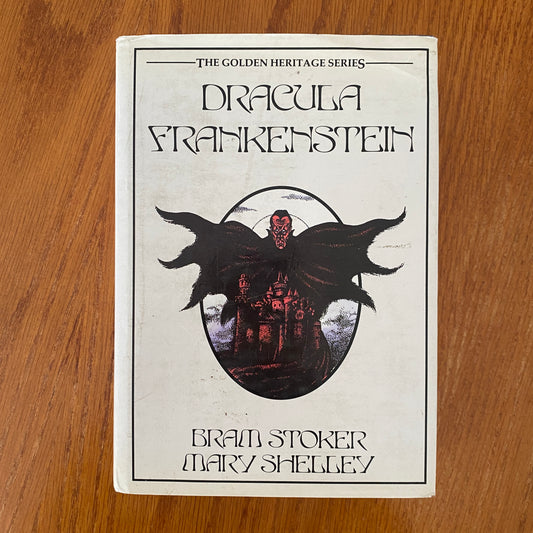 THE GOLDEN HERITAGE SERIES
DRACULA
FRANKENSTEIN
BRAM STOKER
MARY SHELLEY